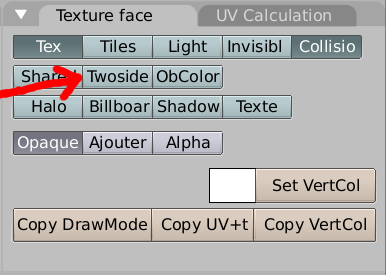 Texture face UV Calculation
Tex Tiles Light Invisibl Collisio
Shared Twoside ObColor
Halo Billboar Shadow Texte
Opaque Ajouter Alpha
Set VertCol
Copy DrawMode Copy UV+t Copy VertCol